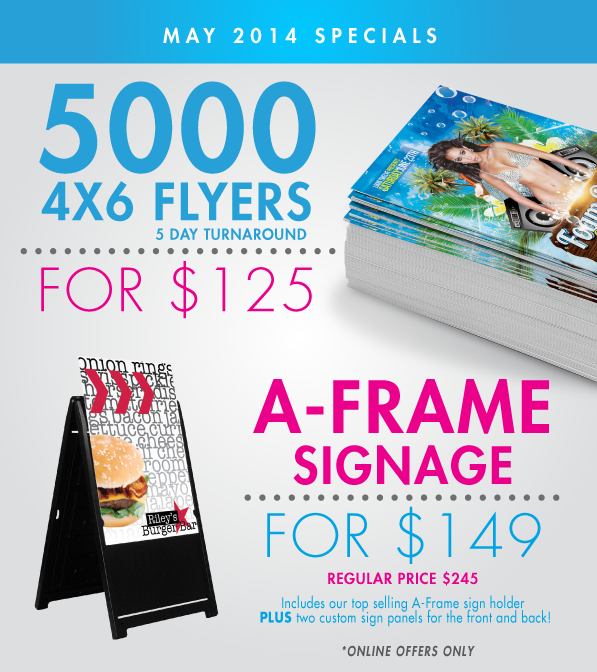 MAY 2014 SPECIALS
5000
4X6 FLYERS
5 DAY TURNAROUND
FOR $125
onion rings
chees
room
Riley's
Burger Bar
A-FRAME
SIGNAGE
FOR $149
REGULAR PRICE $245
Includes our top selling A-Frame sign holder
PLUS two custom sign panels for the front and back!
*ONLINE OFFERS ONLY